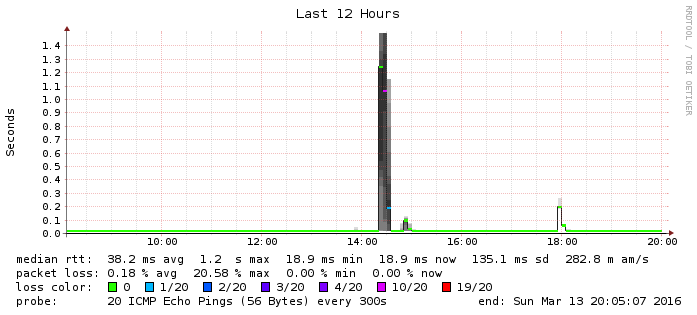 Last 12 Hours
RRDTOOL / TOBI OETIKER
Seconds
1.4
1.3
1.2
1.1
1.0
0.9
0.8
0.7
0.6
0.5
0.4
0.3
0.2
0.1
0.0
10:00 12:00 14:00 16:00 18:00 20:00
median rtt: 38.2 ms avg 1.2 s max 18.9 ms min 18.9 ms now 135.1 ms sd 282.8 m am/s
packet loss: 0.18 % avg 20.58 % max 0.00 % min 0.00 % now
loss color: 0 1/20 2/20 3/20 4/20 10/20 19/20
probe: 20 ICMP Echo Pings (56 Bytes) every 300s end: Sun Mar 13 20:05:07 2016